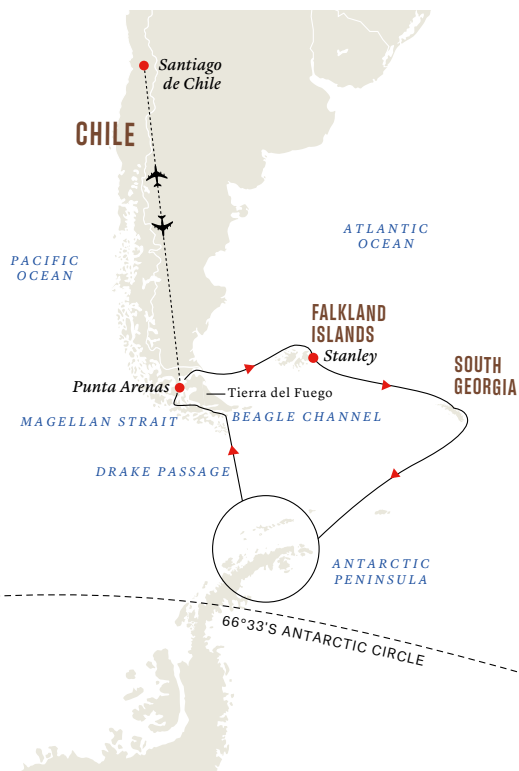 Santiago
de Chile
CHILE
ATLANTIC
OCEAN
PACIFIC
OCEAN
FALKLAND
ISLANDS
Stanley
SOUTH
GEORGIA
Punta Arenas
Tierra del Fuego
MAGELLAN STRAIT
BEAGLE CHANNEL
DRAKE PASSAGE
ANTARCTIC
PENINSULA
66°33'S ANTARCTIC CIRCLE